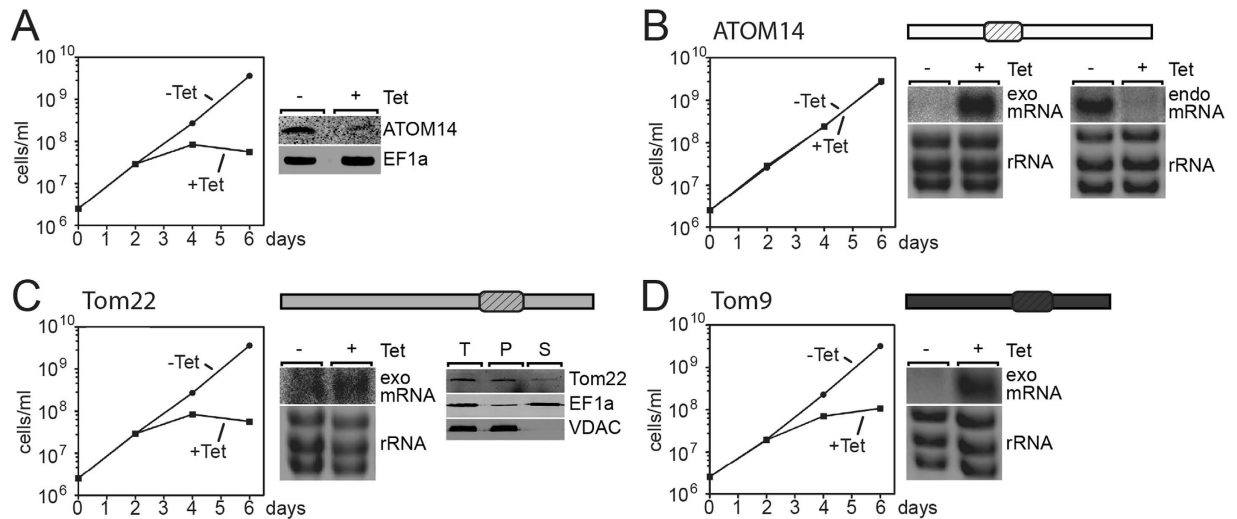 A
cells/ml
10^10
10^9
10^8
10^7
10^6
-Tet
+Tet
0 1 2 3 4 5 6 days
- + Tet
ATOM14
EF1a
B
ATOM14
cells/ml
10^10
10^9
10^8
10^7
10^6
-Tet
+Tet
0 1 2 3 4 5 6 days
- + Tet
exo
mRNA
rRNA
- + Tet
endo
mRNA
rRNA
C
Tom22
cells/ml
10^10
10^9
10^8
10^7
10^6
-Tet
+Tet
0 1 2 3 4 5 6 days
- + Tet
exo
mRNA
rRNA
T P S
Tom22
EF1a
VDAC
D
Tom9
cells/ml
10^10
10^9
10^8
10^7
10^6
-Tet
+Tet
0 1 2 3 4 5 6 days
- + Tet
exo
mRNA
rRNA